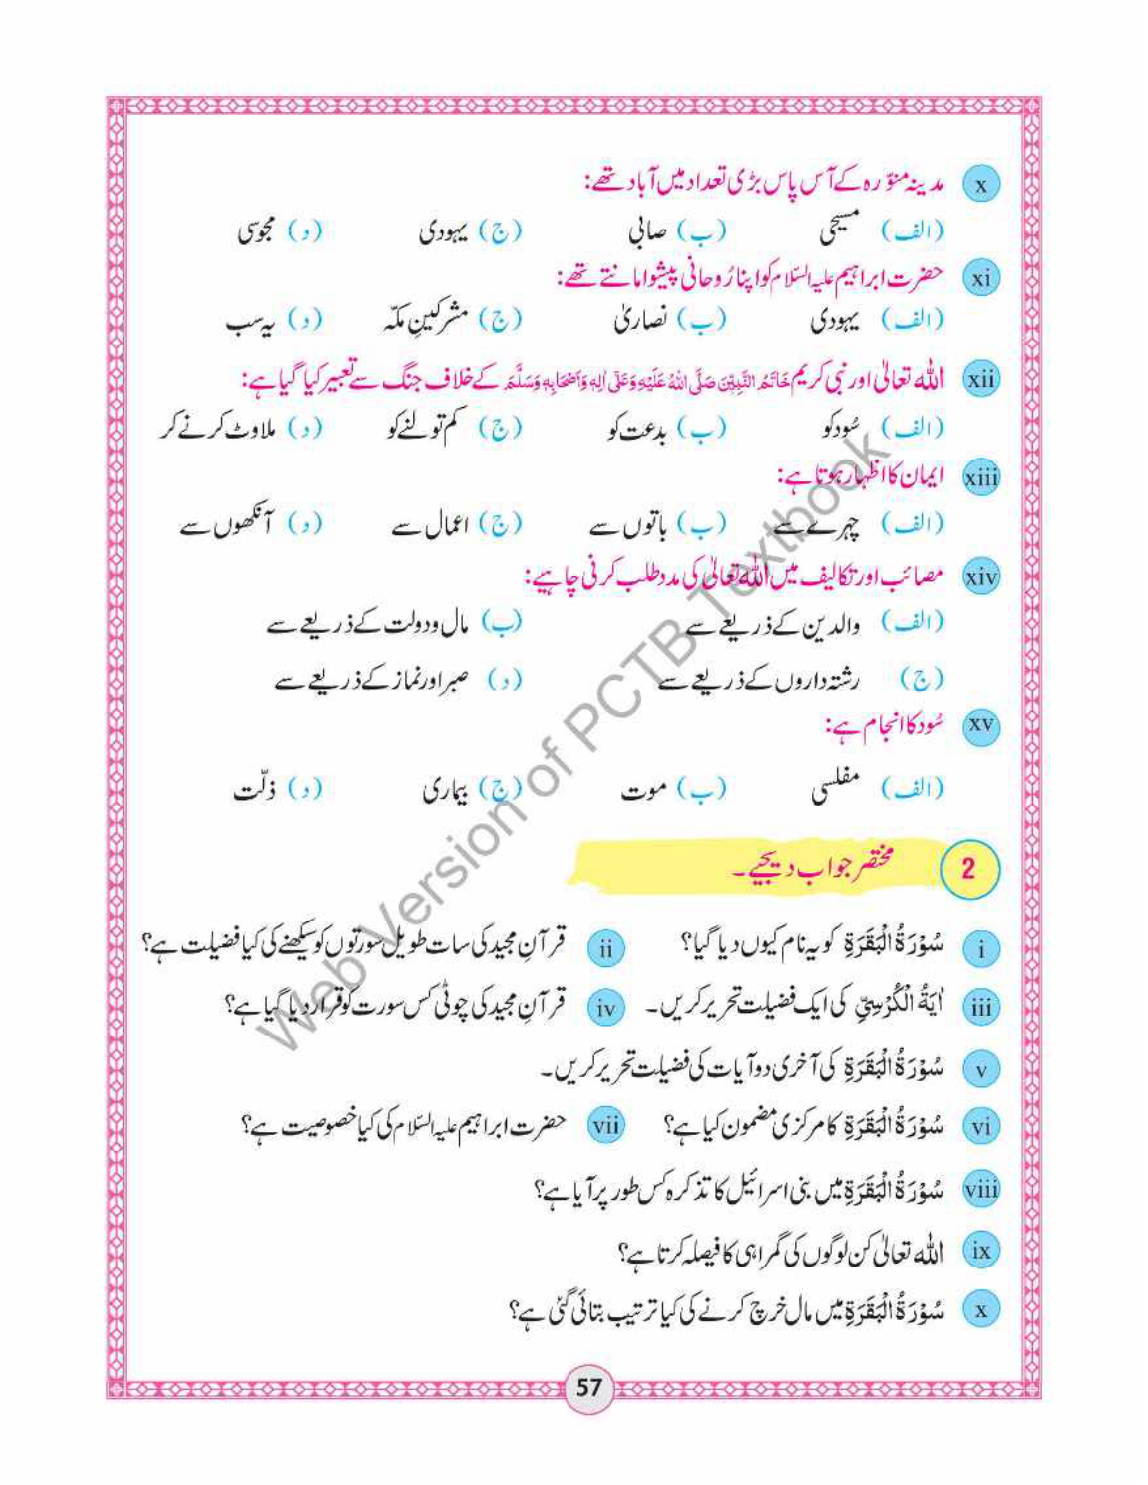 x مدینہ منوّرہ کے آس پاس بڑی تعداد میں آباد تھے:
(الف) مسیحی (ب) صابی (ج) یہودی (د) مجوسی
xi حضرت ابراہیم علیہ السّلام کو اپنا رُوحانی پیشوا مانتے تھے:
(الف) یہودی (ب) نصاریٰ (ج) مشرکینِ مکّہ (د) یہ سب
xii اللہ تعالیٰ اور نبی کریم خَاتَمُ النَّبِیّٖنَ صَلَّی اللّٰہُ عَلَیْہِ وَعَلٰٓی اٰلِہٖ وَاَصْحَابِہٖ وَسَلَّمَ کے خلاف جنگ سے تعبیر کیا گیا ہے:
(الف) سُود کو (ب) بدعت کو (ج) کم تولنے کو (د) ملاوٹ کرنے کر
xiii ایمان کا اظہار ہوتا ہے:
(الف) چہرے سے (ب) باتوں سے (ج) اعمال سے (د) آنکھوں سے
xiv مصائب اور تکالیف میں اللہ تعالیٰ کی مدد طلب کرنی چاہیے:
(الف) والدین کے ذریعے سے (ب) مال و دولت کے ذریعے سے
(ج) رشتہ داروں کے ذریعے سے (د) صبر اور نماز کے ذریعے سے
xv سُود کا انجام ہے:
(الف) مفلسی (ب) موت (ج) بیماری (د) ذلّت
2 مختصر جواب دیجیے۔
i سُوْرَۃُ الْبَقَرَۃِ کو یہ نام کیوں دیا گیا؟ ii قرآنِ مجید کی سات طویل سورتوں کو سیکھنے کی کیا فضیلت ہے؟
iii اٰیَۃُ الْکُرْسِیِّ کی ایک فضیلت تحریر کریں۔ iv قرآنِ مجید کی چوٹی کس سورت کو قرار دیا گیا ہے؟
v سُوْرَۃُ الْبَقَرَۃِ کی آخری دو آیات کی فضیلت تحریر کریں۔
vi سُوْرَۃُ الْبَقَرَۃِ کا مرکزی مضمون کیا ہے؟ vii حضرت ابراہیم علیہ السّلام کی کیا خصوصیت ہے؟
viii سُوْرَۃُ الْبَقَرَۃِ میں بنی اسرائیل کا تذکرہ کس طور پر آیا ہے؟
ix اللہ تعالیٰ کن لوگوں کی گمراہی کا فیصلہ کرتا ہے؟
x سُوْرَۃُ الْبَقَرَۃِ میں مال خرچ کرنے کی کیا ترتیب بتائی گئی ہے؟
57
Web Version of PCTB Textbook